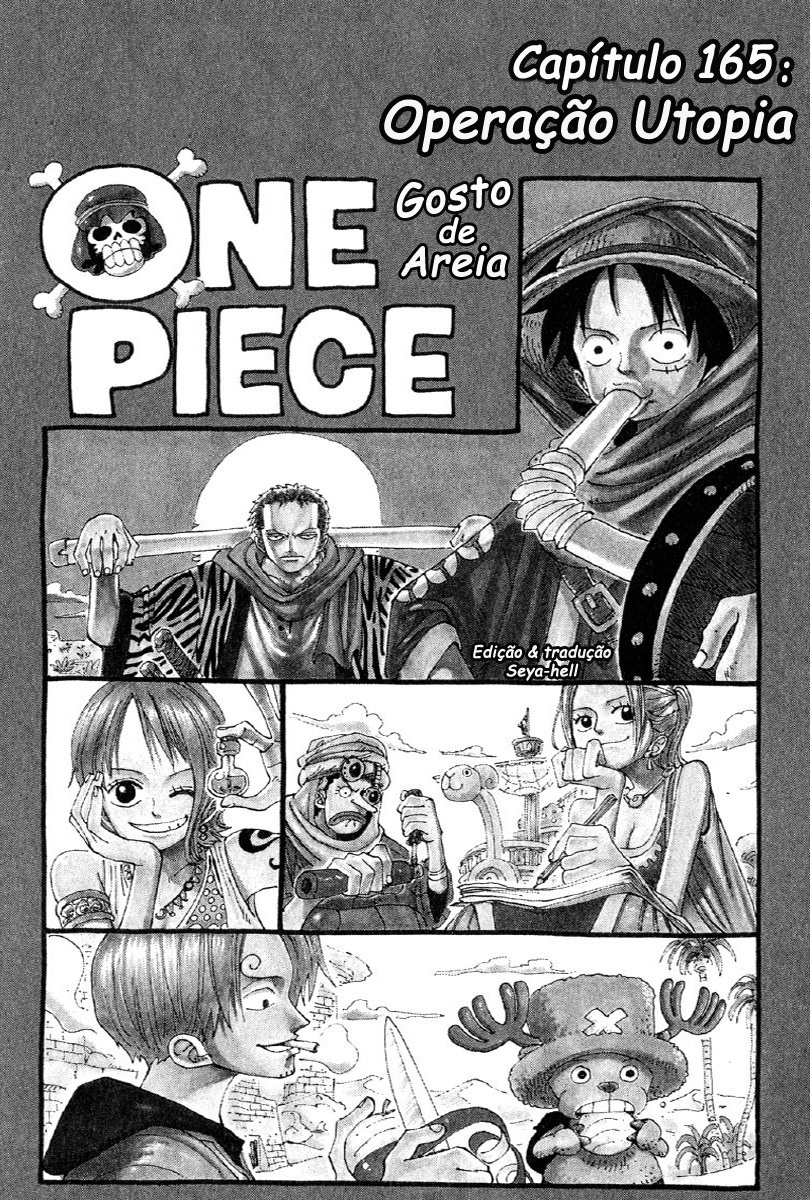 Capítulo 165:
Operação Utopia
ONE
PIECE
Gosto
de
Areia
Edição & tradução
Seya-hell